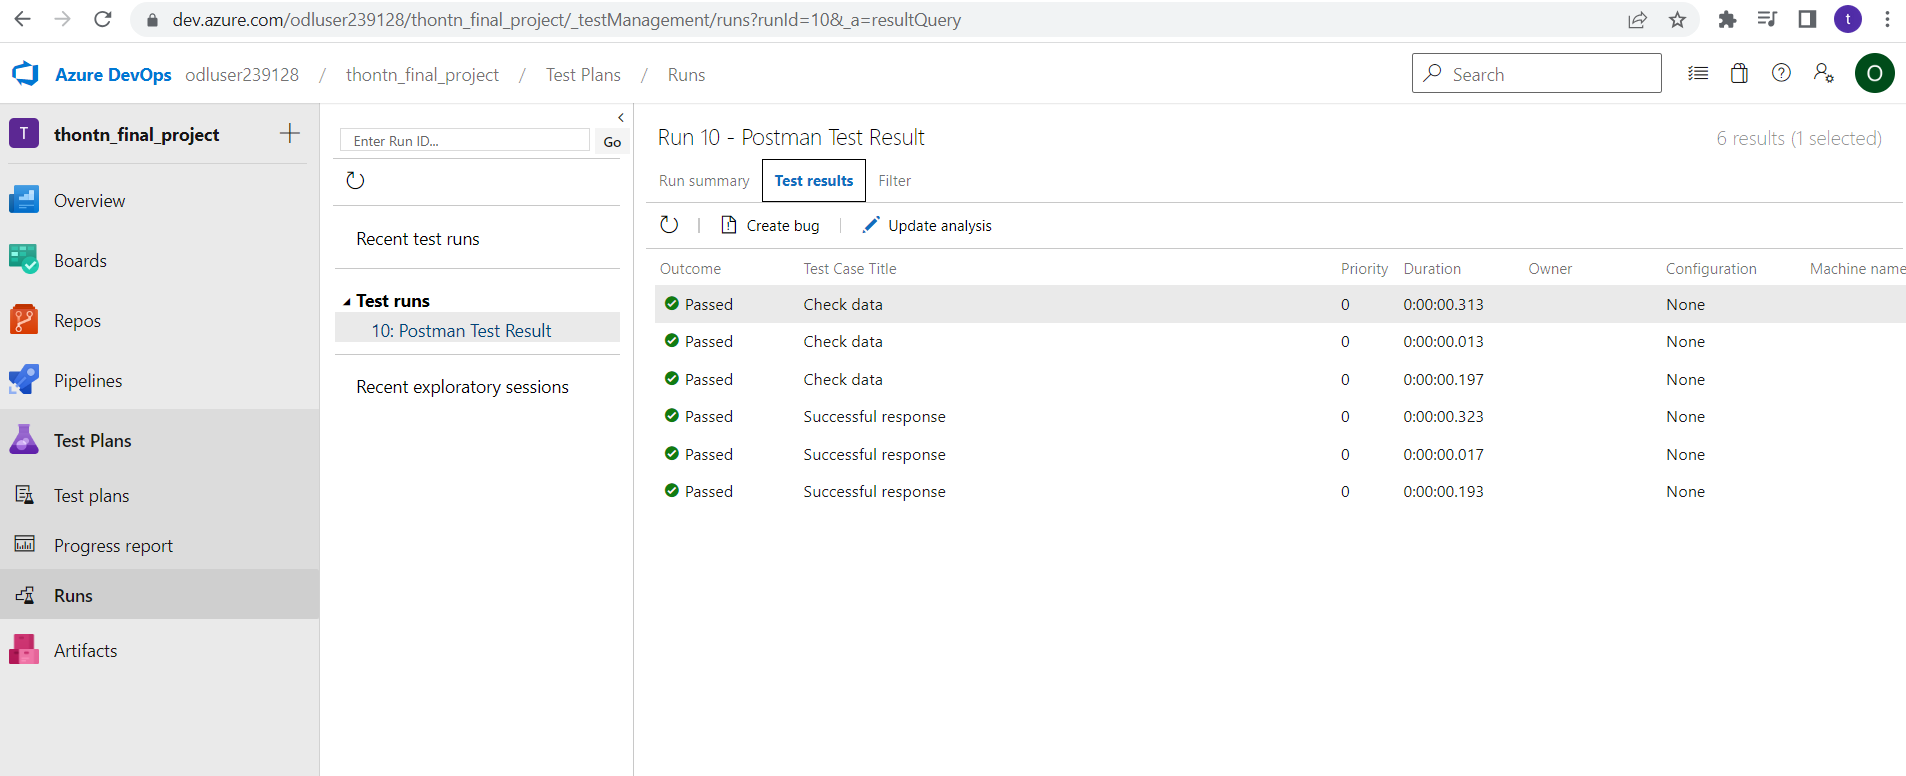 dev.azure.com/odluser239128/thontn_final_project/_testManagement/runs?runId=10&_a=resultQuery
t
Azure DevOps odluser239128 / thontn_final_project / Test Plans / Runs
Search
O
T thontn_final_project
Overview
Boards
Repos
Pipelines
Test Plans
Test plans
Progress report
Runs
Artifacts
Enter Run ID...
Go
Recent test runs
Test runs
10: Postman Test Result
Recent exploratory sessions
Run 10 - Postman Test Result
6 results (1 selected)
Run summary Test results Filter
Create bug Update analysis
Outcome Test Case Title Priority Duration Owner Configuration Machine name
Passed Check data 0 0:00:00.313 None
Passed Check data 0 0:00:00.013 None
Passed Check data 0 0:00:00.197 None
Passed Successful response 0 0:00:00.323 None
Passed Successful response 0 0:00:00.017 None
Passed Successful response 0 0:00:00.193 None